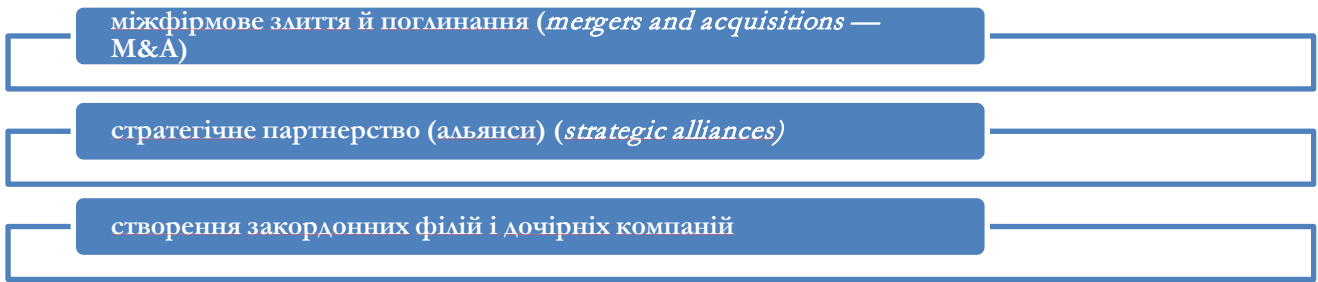 міжфірмове злиття й поглинання (mergers and acquisitions —
M&A)
стратегічне партнерство (альянси) (strategic alliances)
створення закордонних філій і дочірніх компаній